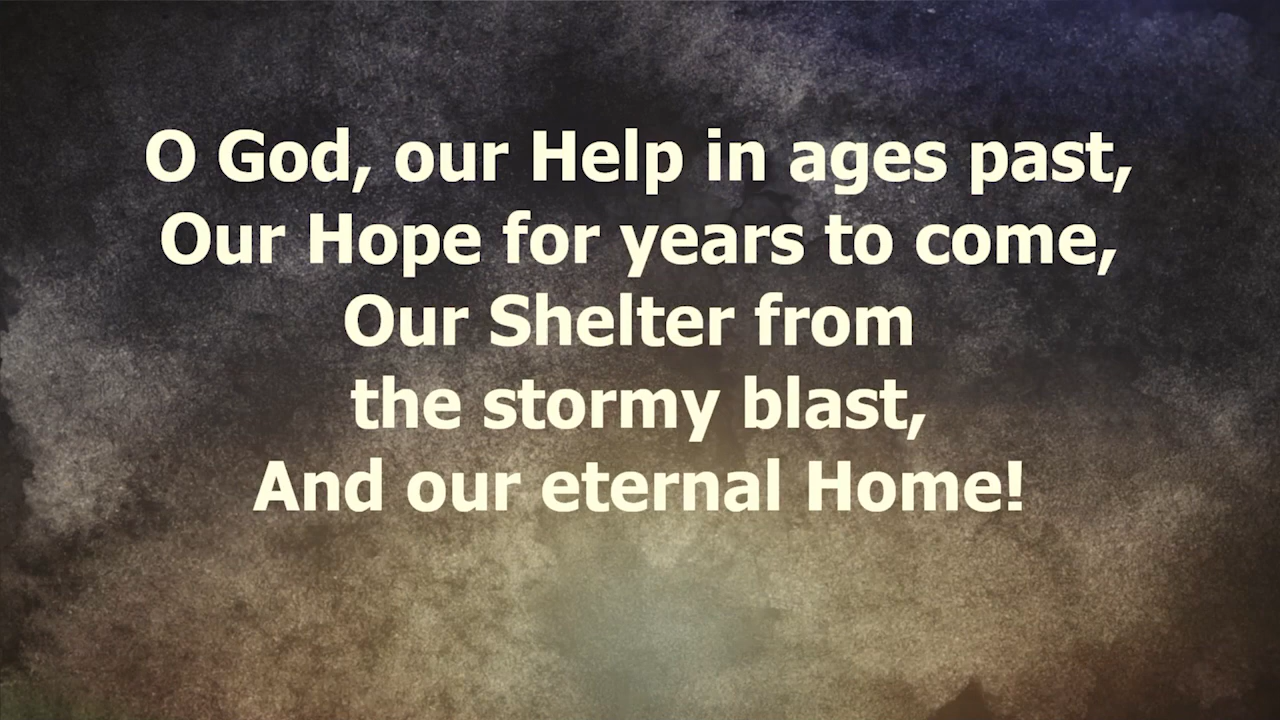 O God, our Help in ages past,
Our Hope for years to come,
Our Shelter from
the stormy blast,
And our eternal Home!